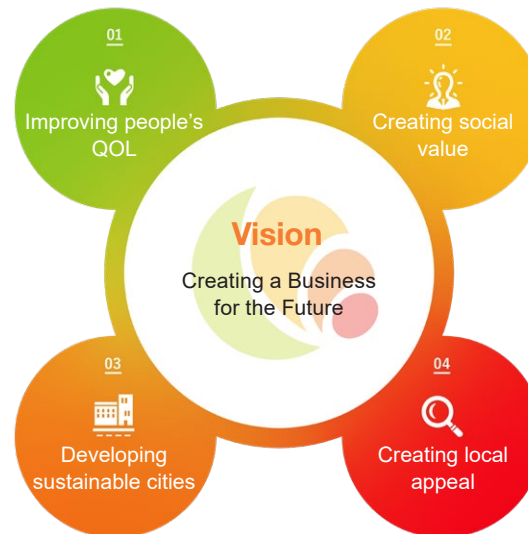 01
Improving people's
QOL
02
Creating social
value
Vision
Creating a Business
for the Future
03
Developing
sustainable cities
04
Creating local
appeal